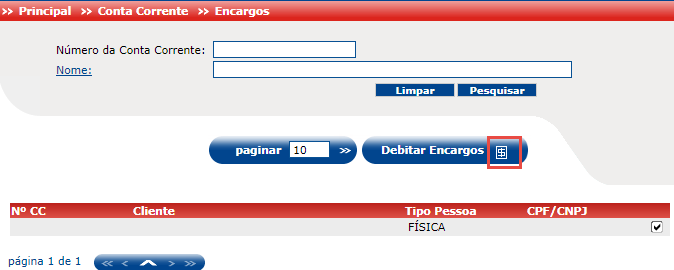 >> Principal >> Conta Corrente >> Encargos
Número da Conta Corrente:
Nome:
Limpar Pesquisar
paginar 10 >> Debitar Encargos $
Nº CC Cliente Tipo Pessoa CPF/CNPJ
FÍSICA
página 1 de 1 << < > >>